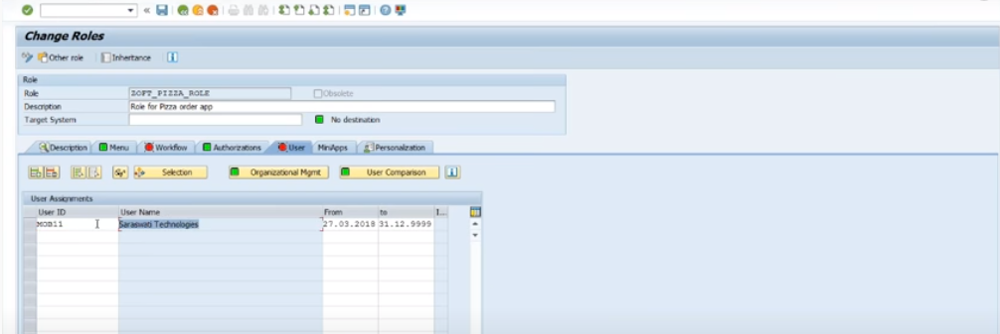 Change Roles
Other role Inheritance
Role
Role ZOFT_PIZZA_ROLE Obsolete
Description Role for Pizza order app
Target System No destination
Description Menu Workflow Authorizations User MiniApps Personalization
Selection Organizational Mgmt User Comparison
User Assignments
User ID User Name From to I...
MOB11 Saraswati Technologies 27.03.2018 31.12.9999